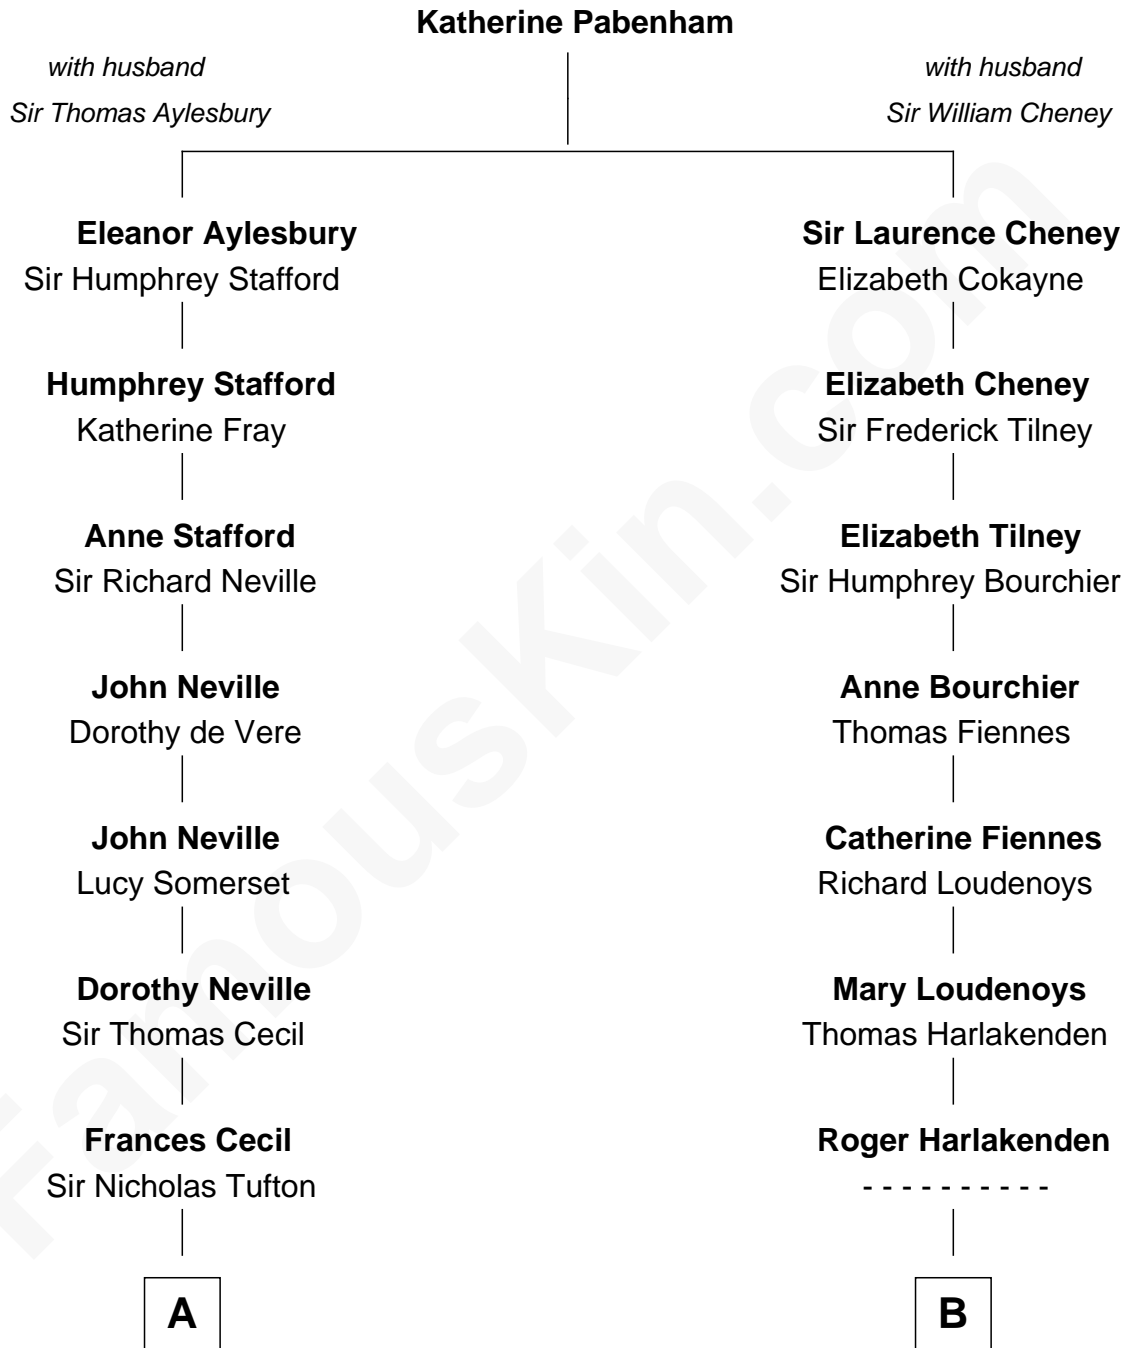 Katherine Pabenham
with husband
Sir Thomas Aylesbury
with husband
Sir William Cheney
Eleanor Aylesbury
Sir Humphrey Stafford
Sir Laurence Cheney
Elizabeth Cokayne
Humphrey Stafford
Katherine Fray
Elizabeth Cheney
Sir Frederick Tilney
Anne Stafford
Sir Richard Neville
Elizabeth Tilney
Sir Humphrey Bourchier
John Neville
Dorothy de Vere
Anne Bourchier
Thomas Fiennes
John Neville
Lucy Somerset
Catherine Fiennes
Richard Loudenoys
Dorothy Neville
Sir Thomas Cecil
Mary Loudenoys
Thomas Harlakenden
Frances Cecil
Sir Nicholas Tufton
Roger Harlakenden
- - - - - - - - - -
A
B
FamousKin.com